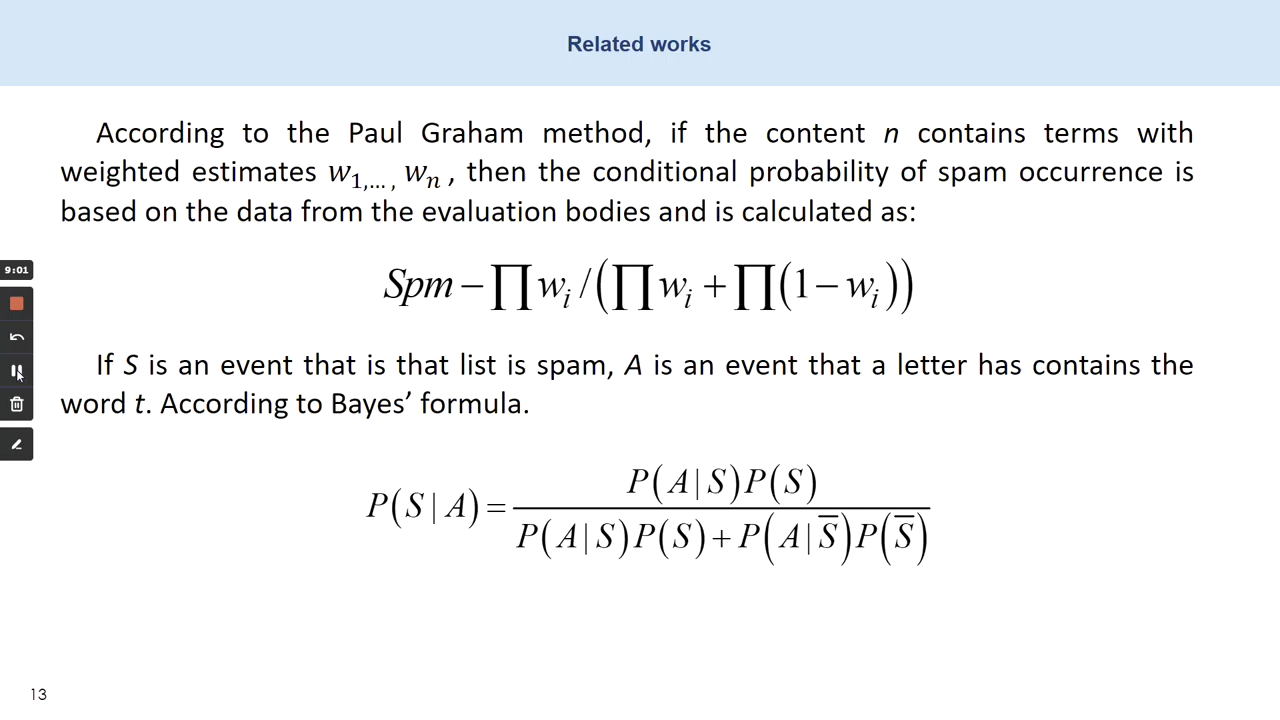 Related works
According to the Paul Graham method, if the content n contains terms with
weighted estimates w₁,…, wₙ, then the conditional probability of spam occurrence is
based on the data from the evaluation bodies and is calculated as:
Spm − ∏ wᵢ / (∏ wᵢ + ∏ (1 − wᵢ))
9:01
If S is an event that is that list is spam, A is an event that a letter has contains the
word t. According to Bayes’ formula.
P(S | A) = P(A | S)P(S) / P(A | S)P(S) + P(A | S̅)P(S̅)
13